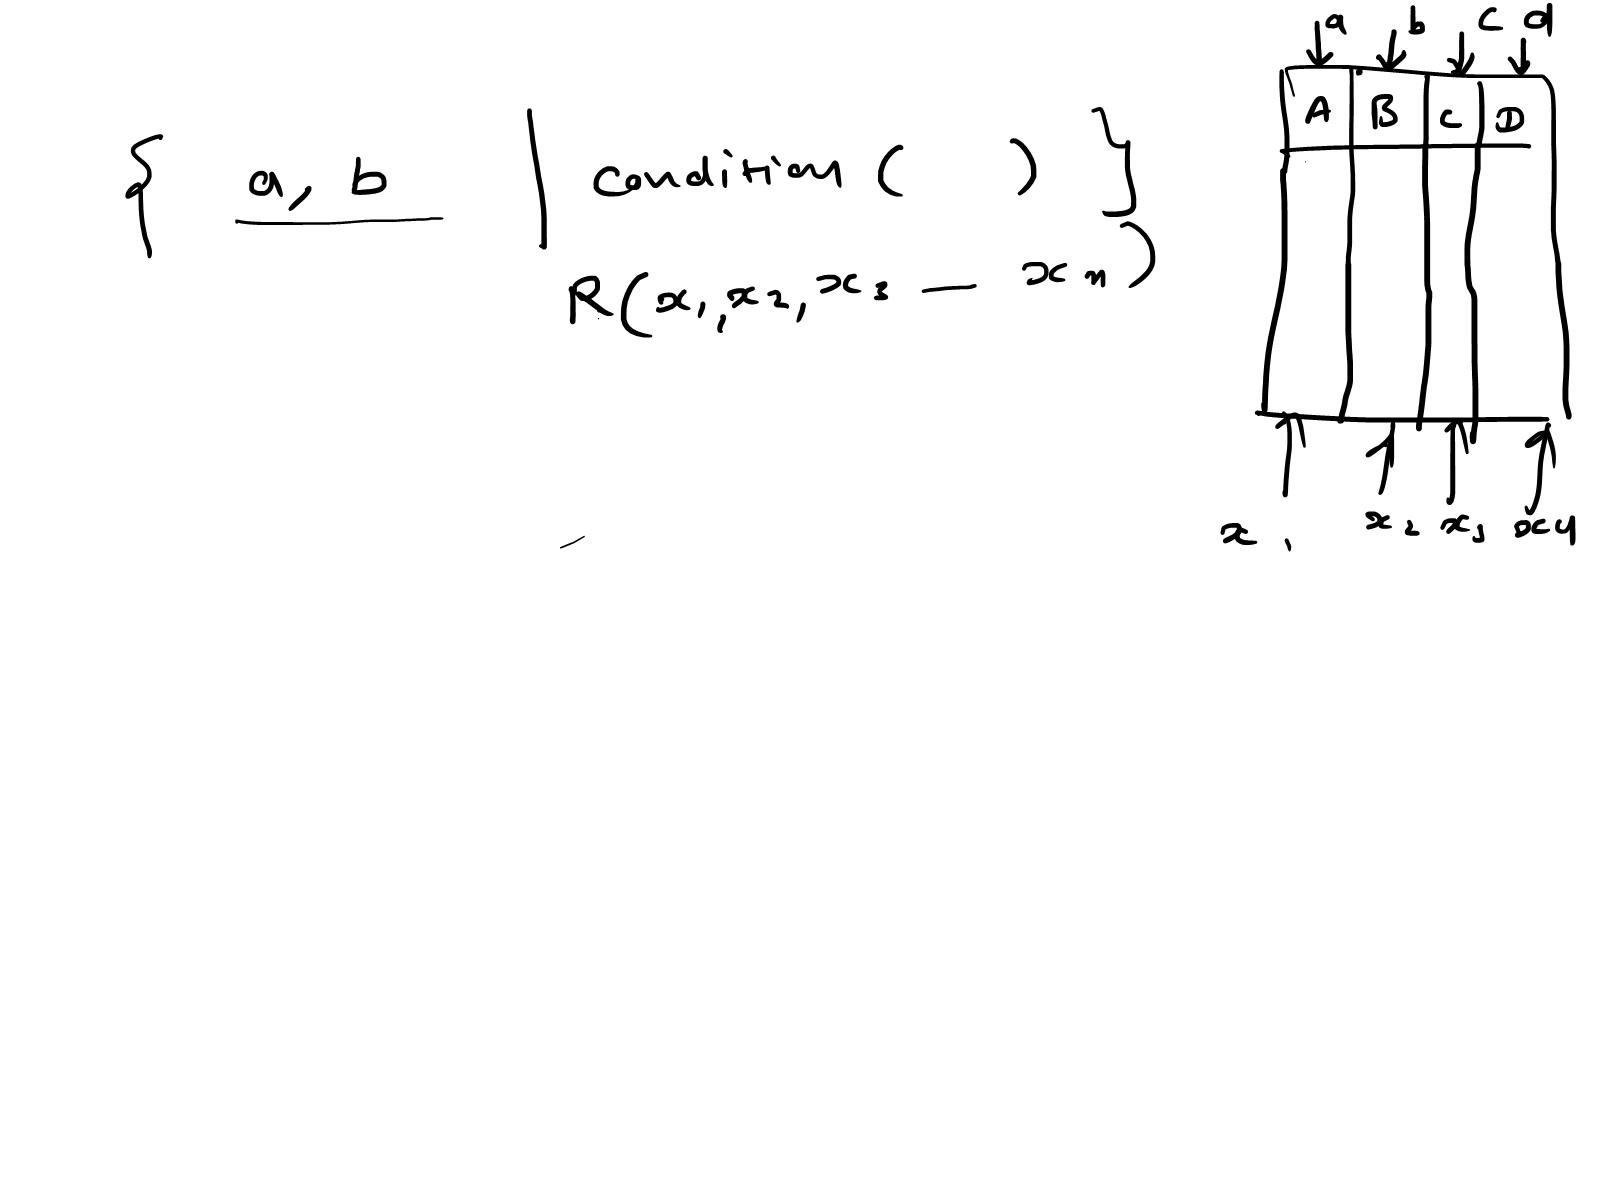 a b c d
A B C D
{ a, b | condition ( ) }
R(x1, x2, x3 — xn)
x1 x2 x3 x4